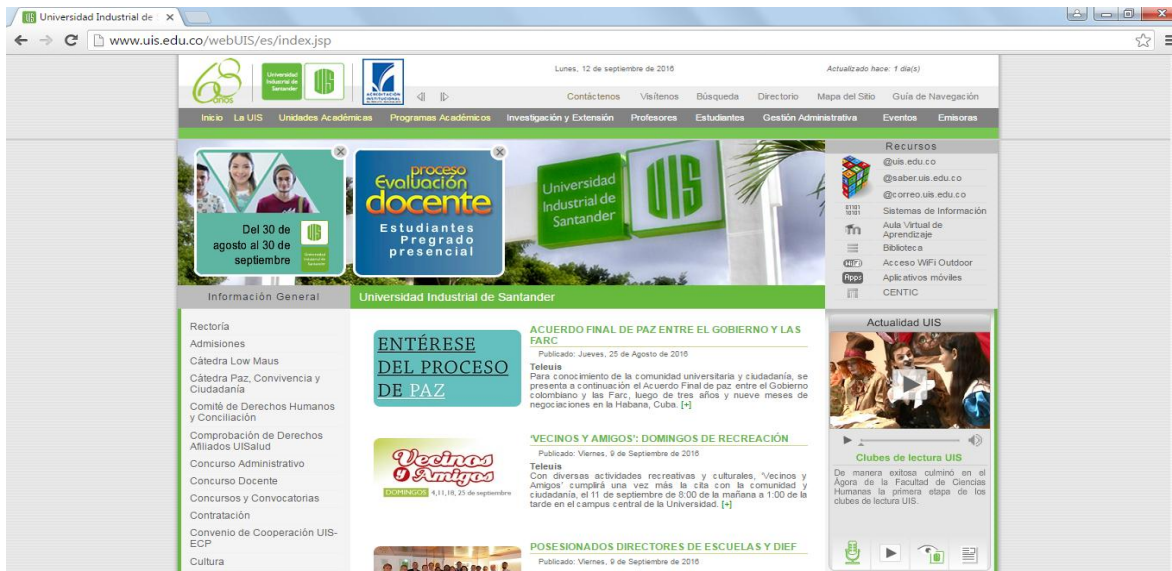 Universidad Industrial de
www.uis.edu.co/webUIS/es/index.jsp
años
Universidad
Industrial de
Santander
UIS
ACREDITACIÓN
INSTITUCIONAL
Lunes, 12 de septiembre de 2016
Actualizado hace: 1 dia(s)
Contáctenos Visítenos Búsqueda Directorio Mapa del Sitio Guía de Navegación
Inicio La UIS Unidades Académicas Programas Académicos Investigación y Extensión Profesores Estudiantes Gestión Administrativa Eventos Emisoras
Del 30 de
agosto al 30 de
septiembre
proceso
Evaluación
docente
Estudiantes
Pregrado
presencial
Universidad
Industrial de
Santander
UIS
Recursos
@uis.edu.co
@saber.uis.edu.co
@correo.uis.edu.co
Sistemas de Información
Aula Virtual de
Aprendizaje
Biblioteca
Acceso WiFi Outdoor
Apps Aplicativos móviles
CENTIC
Información General
Rectoría
Admisiones
Cátedra Low Maus
Cátedra Paz, Convivencia y
Ciudadanía
Comité de Derechos Humanos
y Conciliación
Comprobación de Derechos
Afiliados UISalud
Concurso Administrativo
Concurso Docente
Concursos y Convocatorias
Contratación
Convenio de Cooperación UIS-
ECP
Cultura
Universidad Industrial de Santander
ENTÉRESE
DEL PROCESO
DE PAZ
ACUERDO FINAL DE PAZ ENTRE EL GOBIERNO Y LAS
FARC
Publicado: Jueves, 25 de Agosto de 2016
Teleuis
Para conocimiento de la comunidad universitaria y ciudadanía, se
presenta a continuación el Acuerdo Final de paz entre el Gobierno
colombiano y las Farc, luego de tres años y nueve meses de
negociaciones en la Habana, Cuba. [+]
Vecinos
y Amigos
DOMINGOS 4,11,18, 25 de septiembre
'VECINOS Y AMIGOS': DOMINGOS DE RECREACIÓN
Publicado: Viernes, 9 de Septiembre de 2016
Teleuis
Con diversas actividades recreativas y culturales, 'Vecinos y
Amigos' cumplirá una vez más la cita con la comunidad y
ciudadanía, el 11 de septiembre de 8:00 de la mañana a 1:00 de la
tarde en el campus central de la Universidad. [+]
POSESIONADOS DIRECTORES DE ESCUELAS Y DIEF
Publicado: Viernes, 9 de Septiembre de 2016
Actualidad UIS
Clubes de lectura UIS
De manera exitosa culminó en el
Ágora de la Facultad de Ciencias
Humanas la primera etapa de los
clubes de lectura UIS.